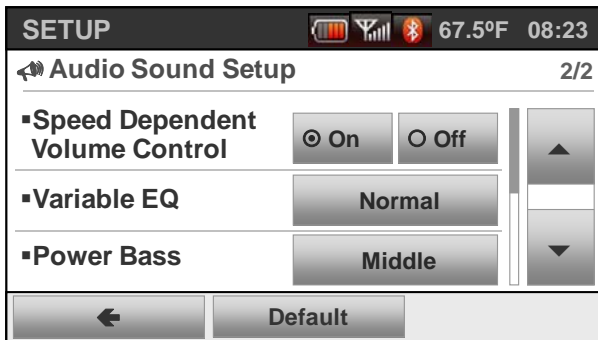 SETUP 67.5ºF 08:23
Audio Sound Setup 2/2
▪Speed Dependent
Volume Control
On Off
▪Variable EQ Normal
▪Power Bass Middle
Default